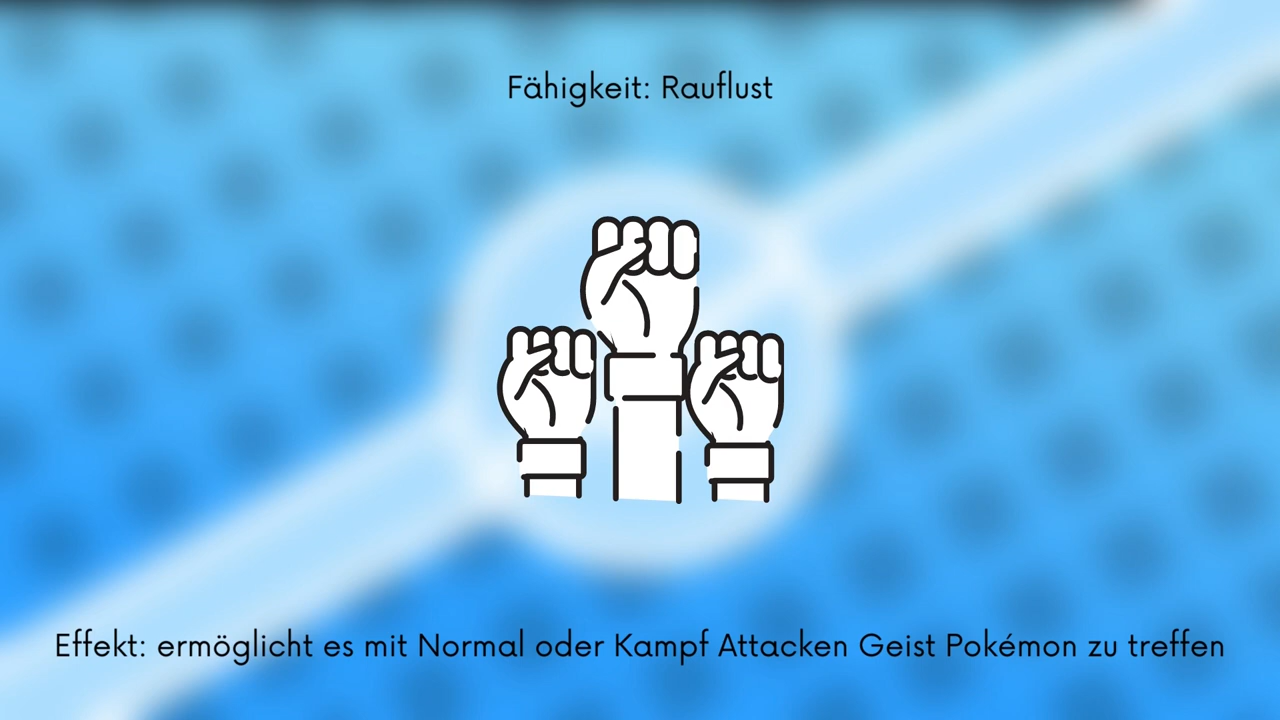 Fähigkeit: Rauflust
Effekt: ermöglicht es mit Normal oder Kampf Attacken Geist Pokémon zu treffen